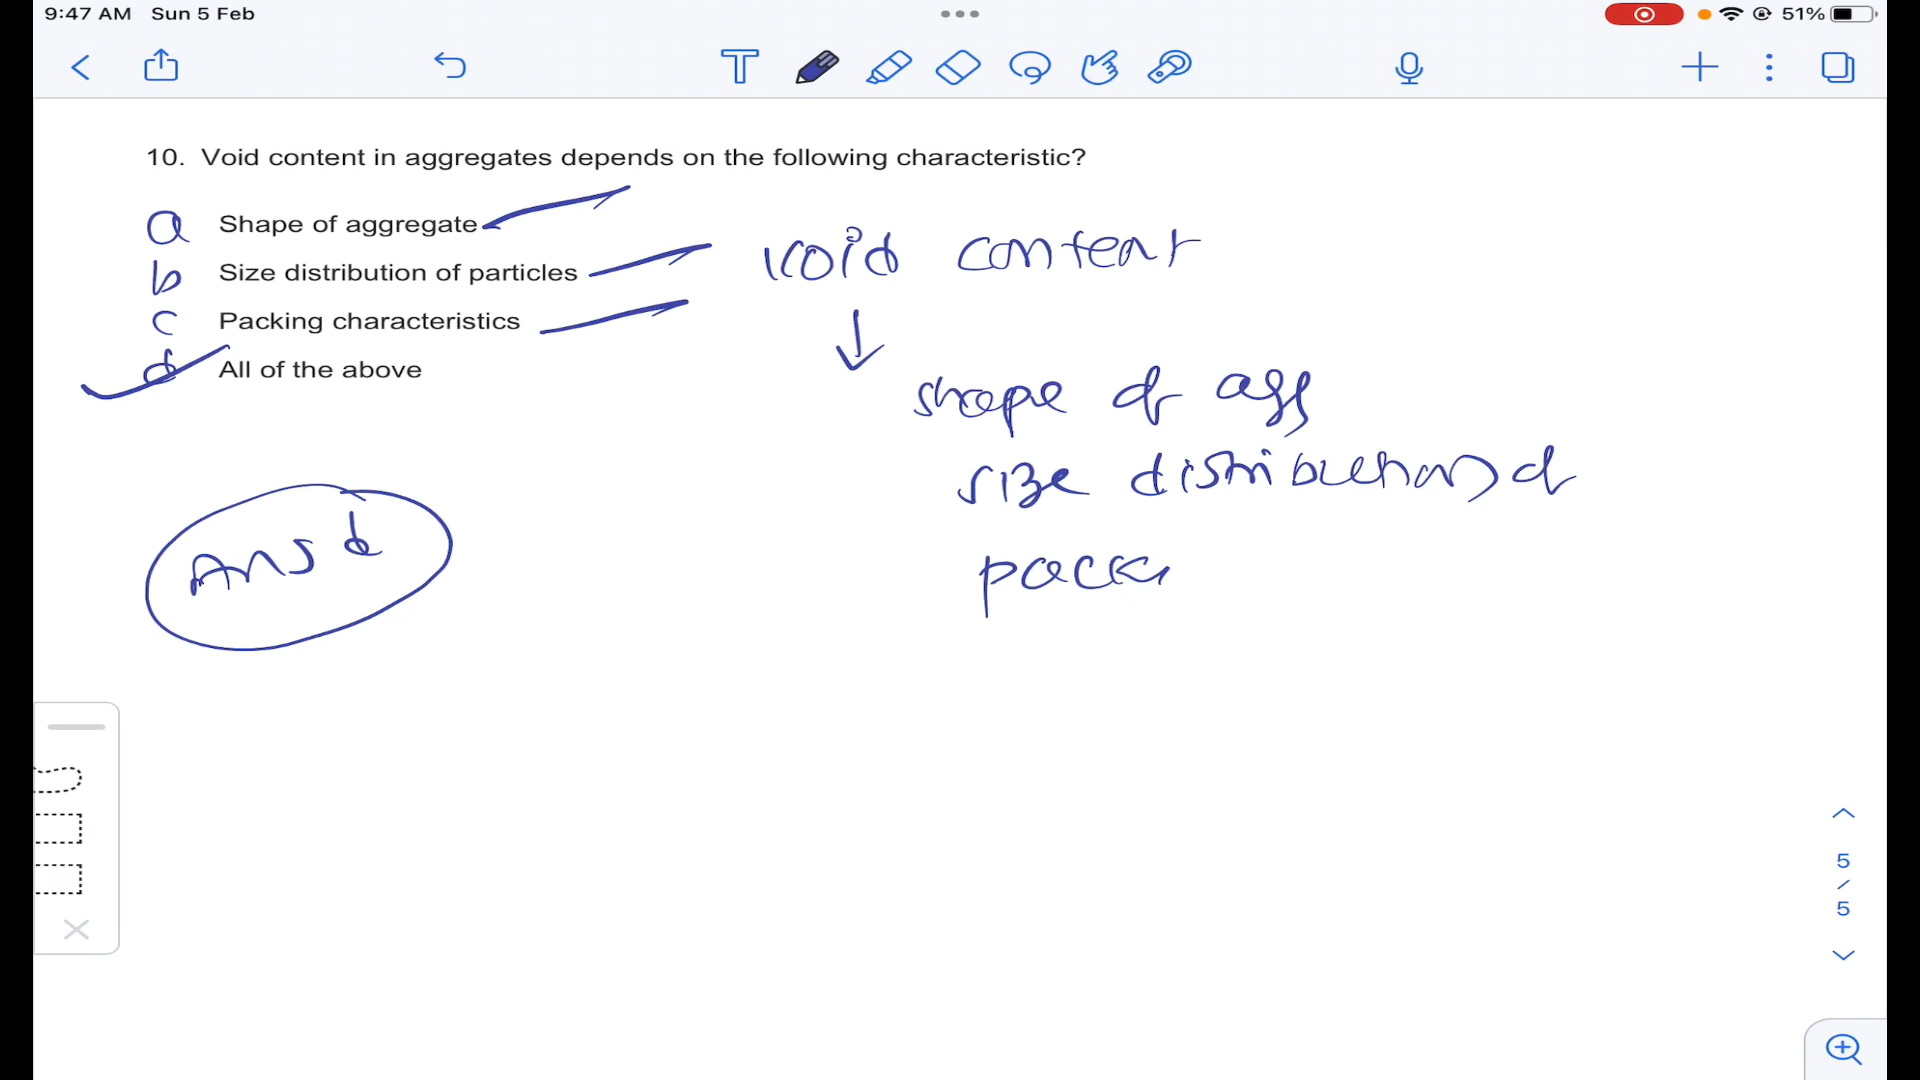 9:47 AM Sun 5 Feb
51%
10. Void content in aggregates depends on the following characteristic?
a Shape of aggregate
b Size distribution of particles
c Packing characteristics
d All of the above
void content
shape of agg
size distribution of
pack
Ans d
5
/
5